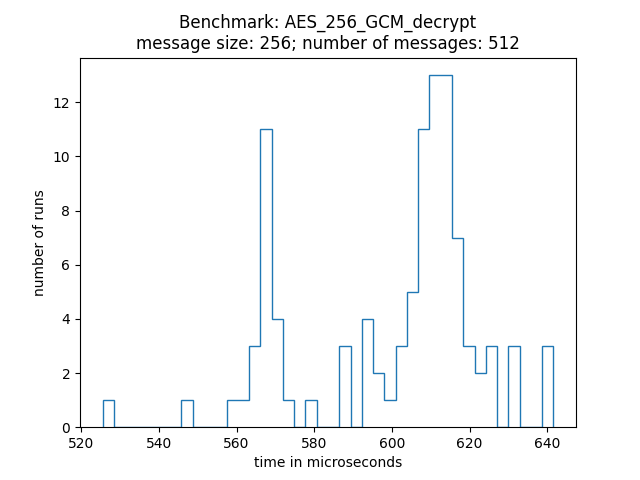 Benchmark: AES_256_GCM_decrypt
message size: 256; number of messages: 512
12
10
8
6
4
2
0
number of runs
520 540 560 580 600 620 640
time in microseconds